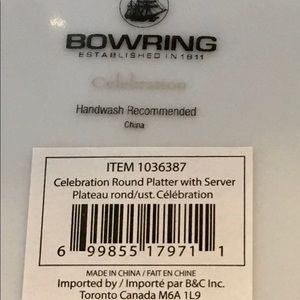 BOWRING
ESTABLISHED IN 1911
Celebration
Handwash Recommended
China
ITEM 1036387
Celebration Round Platter with Server
Plateau rond/ust. Célébration
6 99855 17971 1
MADE IN CHINA / FAIT EN CHINE
Imported by / Importé par B&C Inc.
Toronto Canada M6A 1L9